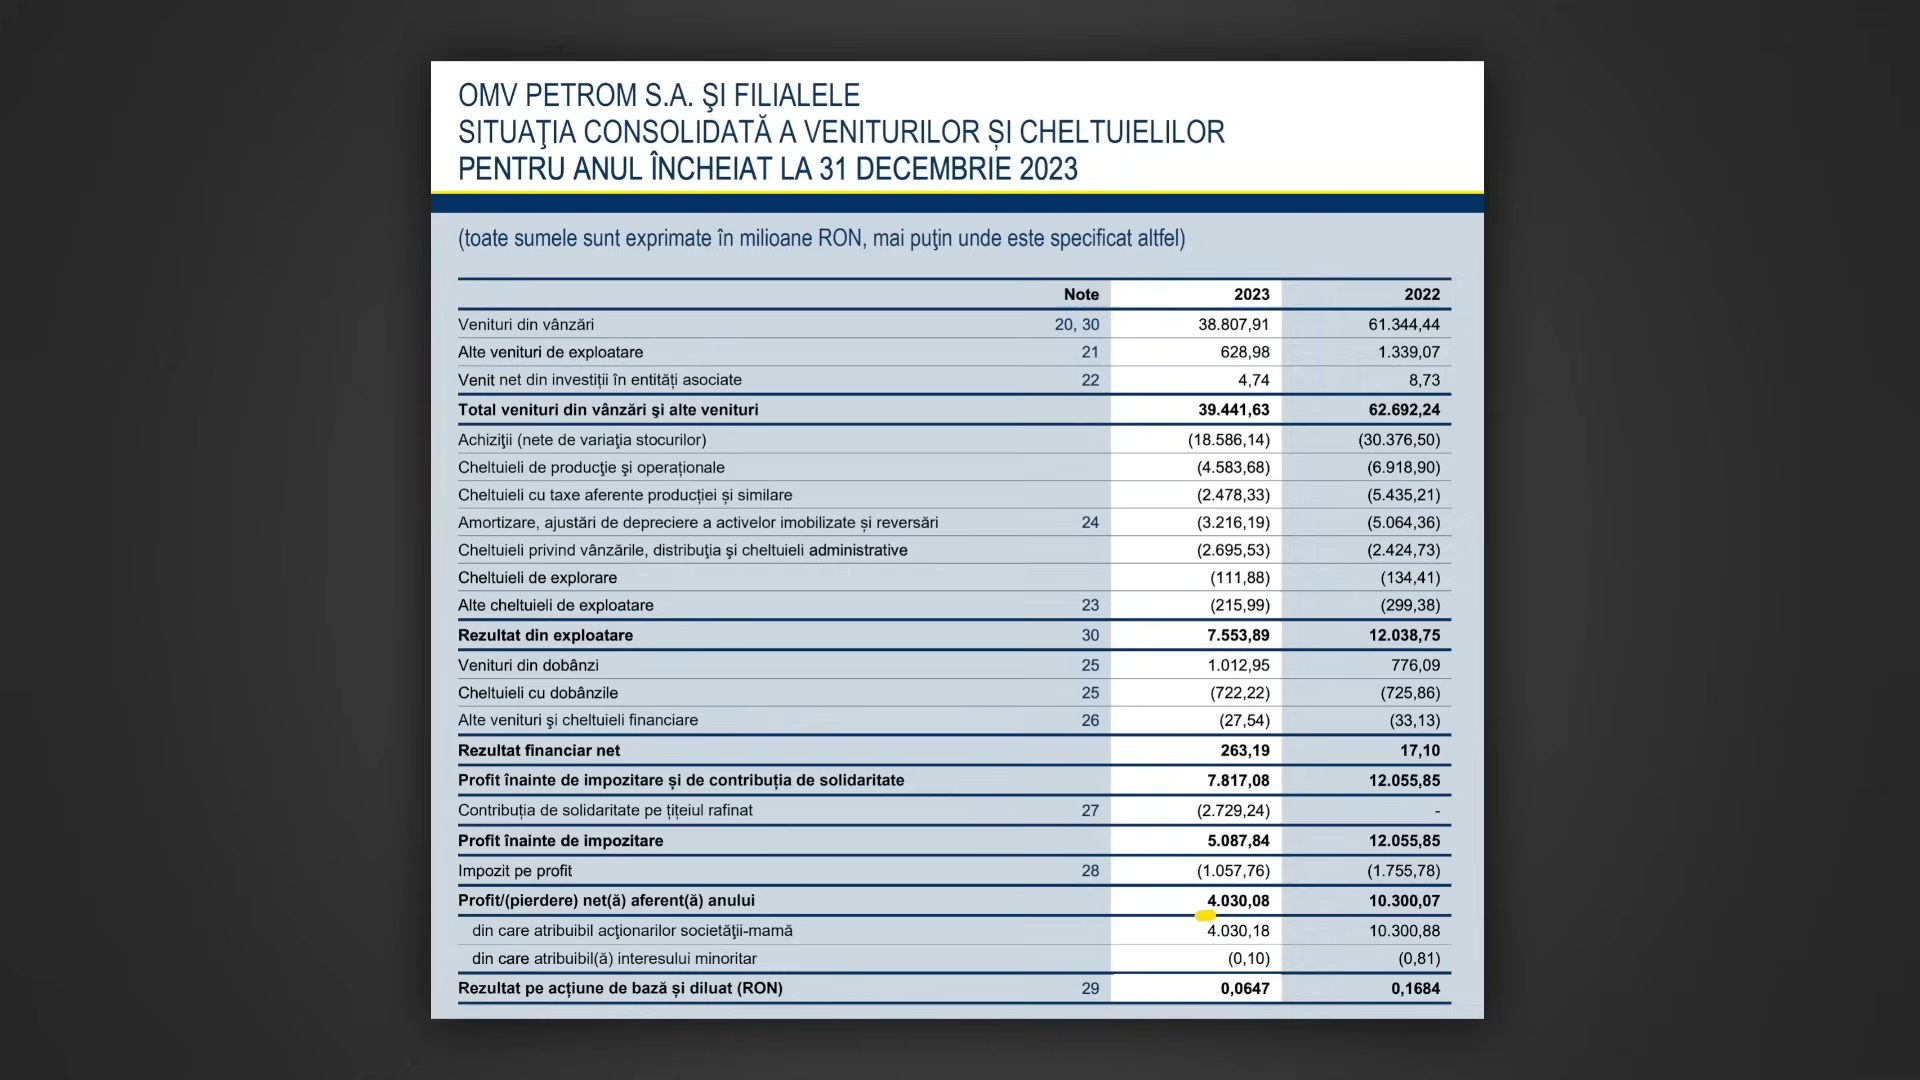 OMV PETROM S.A. ŞI FILIALELE
SITUAŢIA CONSOLIDATĂ A VENITURILOR ȘI CHELTUIELILOR
PENTRU ANUL ÎNCHEIAT LA 31 DECEMBRIE 2023
(toate sumele sunt exprimate în milioane RON, mai puţin unde este specificat altfel)
Note 2023 2022
Venituri din vânzări 20, 30 38.807,91 61.344,44
Alte venituri de exploatare 21 628,98 1.339,07
Venit net din investiții în entități asociate 22 4,74 8,73
Total venituri din vânzări şi alte venituri 39.441,63 62.692,24
Achiziţii (nete de variaţia stocurilor) (18.586,14) (30.376,50)
Cheltuieli de producţie şi operaționale (4.583,68) (6.918,90)
Cheltuieli cu taxe aferente producției și similare (2.478,33) (5.435,21)
Amortizare, ajustări de depreciere a activelor imobilizate și reversări 24 (3.216,19) (5.064,36)
Cheltuieli privind vânzările, distribuţia şi cheltuieli administrative (2.695,53) (2.424,73)
Cheltuieli de explorare (111,88) (134,41)
Alte cheltuieli de exploatare 23 (215,99) (299,38)
Rezultat din exploatare 30 7.553,89 12.038,75
Venituri din dobânzi 25 1.012,95 776,09
Cheltuieli cu dobânzile 25 (722,22) (725,86)
Alte venituri şi cheltuieli financiare 26 (27,54) (33,13)
Rezultat financiar net 263,19 17,10
Profit înainte de impozitare și de contribuția de solidaritate 7.817,08 12.055,85
Contribuția de solidaritate pe țițeiul rafinat 27 (2.729,24) -
Profit înainte de impozitare 5.087,84 12.055,85
Impozit pe profit 28 (1.057,76) (1.755,78)
Profit/(pierdere) net(ă) aferent(ă) anului 4.030,08 10.300,07
din care atribuibil acţionarilor societăţii-mamă 4.030,18 10.300,88
din care atribuibil(ă) interesului minoritar (0,10) (0,81)
Rezultat pe acțiune de bază și diluat (RON) 29 0,0647 0,1684